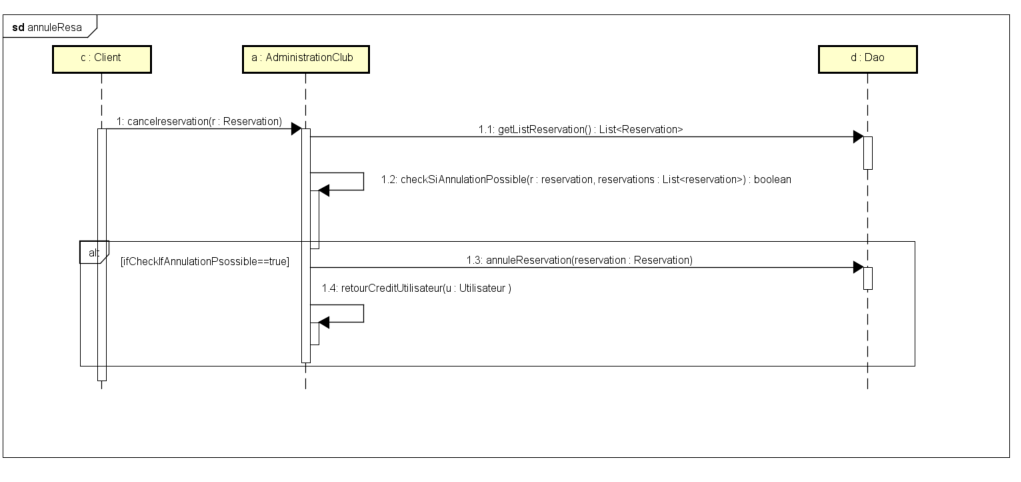 sd annuleResa
c : Client
a : AdministrationClub
d : Dao
1: cancelreservation(r : Reservation)
1.1: getListReservation() : List<Reservation>
1.2: checkSiAnnulationPossible(r : reservation, reservations : List<reservation>) : boolean
alt
[ifCheckIfAnnulationPsossible==true]
1.3: annuleReservation(reservation : Reservation)
1.4: retourCreditUtilisateur(u : Utilisateur )